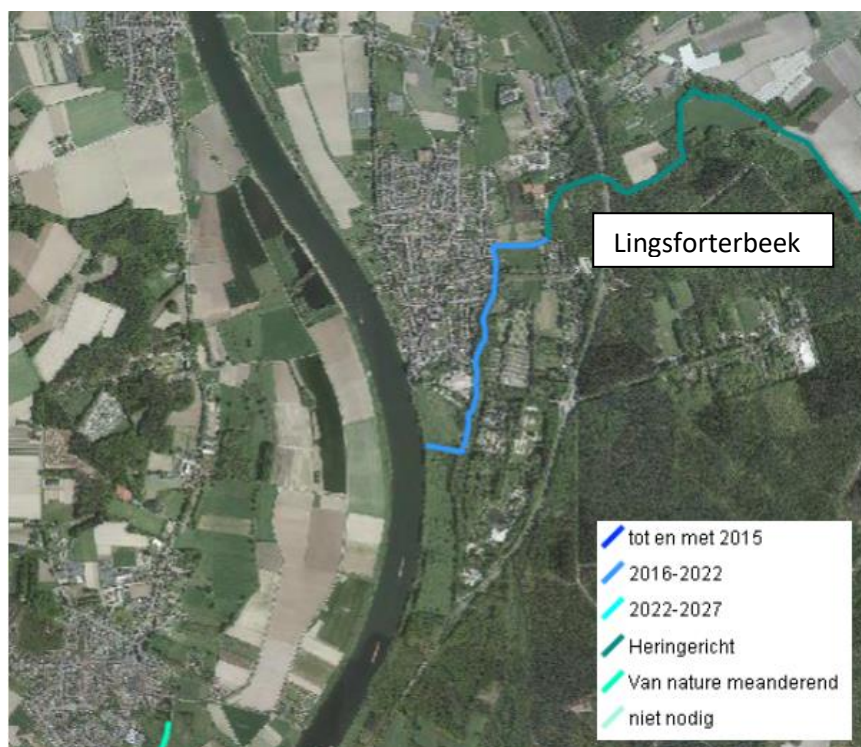 Lingsforterbeek
tot en met 2015
2016-2022
2022-2027
Heringericht
Van nature meanderend
niet nodig